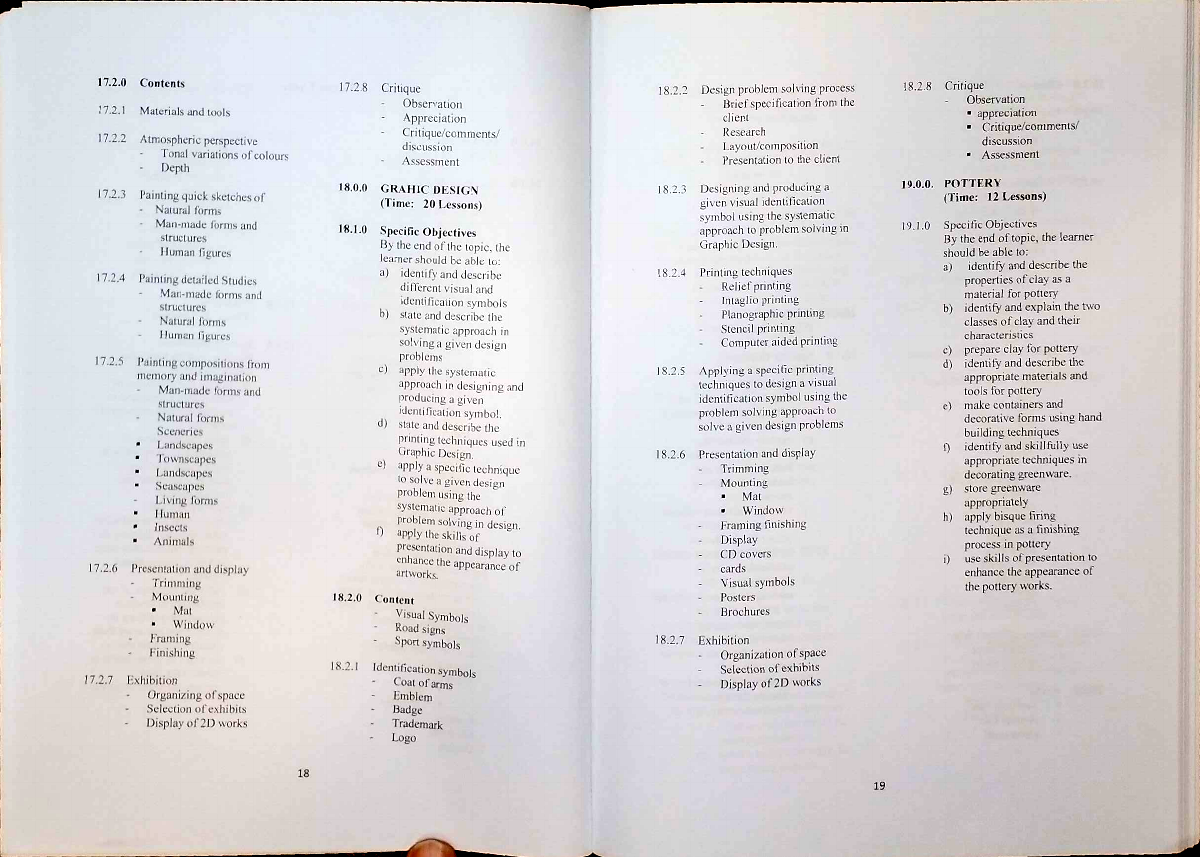 17.2.0 Contents
17.2.1 Materials and tools
17.2.2 Atmospheric perspective
- Tonal variations of colours
- Depth
17.2.3 Painting quick sketches of
- Natural forms
- Man-made forms and
structures
- Human figures
17.2.4 Painting detailed Studies
- Man-made forms and
structures
- Natural forms
- Human figures
17.2.5 Painting compositions from
memory and imagination
- Man-made forms and
structures
- Natural forms
Sceneries
▪ Landscapes
▪ Townscapes
▪ Landscapes
▪ Seascapes
- Living forms
▪ Human
▪ Insects
▪ Animals
17.2.6 Presentation and display
- Trimming
- Mounting
▪ Mat
▪ Window
- Framing
- Finishing
17.2.7 Exhibition
- Organizing of space
- Selection of exhibits
- Display of 2D works
17.2.8 Critique
- Observation
- Appreciation
- Critique/comments/
discussion
- Assessment
18.0.0 GRAHIC DESIGN
(Time: 20 Lessons)
18.1.0 Specific Objectives
By the end of the topic, the
learner should be able to:
a) identify and describe
different visual and
identification symbols
b) state and describe the
systematic approach in
solving a given design
problems
c) apply the systematic
approach in designing and
producing a given
identification symbol.
d) state and describe the
printing techniques used in
Graphic Design.
e) apply a specific technique
to solve a given design
problem using the
systematic approach of
problem solving in design.
f) apply the skills of
presentation and display to
enhance the appearance of
artworks.
18.2.0 Content
- Visual Symbols
- Road signs
- Sport symbols
18.2.1 Identification symbols
- Coat of arms
- Emblem
- Badge
- Trademark
- Logo
18
18.2.2 Design problem solving process
- Brief specification from the
client
- Research
- Layout/composition
- Presentation to the client
18.2.3 Designing and producing a
given visual identification
symbol using the systematic
approach to problem solving in
Graphic Design.
18.2.4 Printing techniques
- Relief printing
- Intaglio printing
- Planographic printing
- Stencil printing
- Computer aided printing
18.2.5 Applying a specific printing
techniques to design a visual
identification symbol using the
problem solving approach to
solve a given design problems
18.2.6 Presentation and display
- Trimming
- Mounting
▪ Mat
▪ Window
- Framing finishing
- Display
- CD covers
- cards
- Visual symbols
- Posters
- Brochures
18.2.7 Exhibition
- Organization of space
- Selection of exhibits
- Display of 2D works
18.2.8 Critique
- Observation
▪ appreciation
▪ Critique/comments/
discussion
▪ Assessment
19.0.0. POTTERY
(Time: 12 Lessons)
19.1.0 Specific Objectives
By the end of topic, the learner
should be able to:
a) identify and describe the
properties of clay as a
material for pottery
b) identify and explain the two
classes of clay and their
characteristics
c) prepare clay for pottery
d) identify and describe the
appropriate materials and
tools for pottery
e) make containers and
decorative forms using hand
building techniques
f) identify and skillfully use
appropriate techniques in
decorating greenware.
g) store greenware
appropriately
h) apply bisque firing
technique as a finishing
process in pottery
i) use skills of presentation to
enhance the appearance of
the pottery works.
19